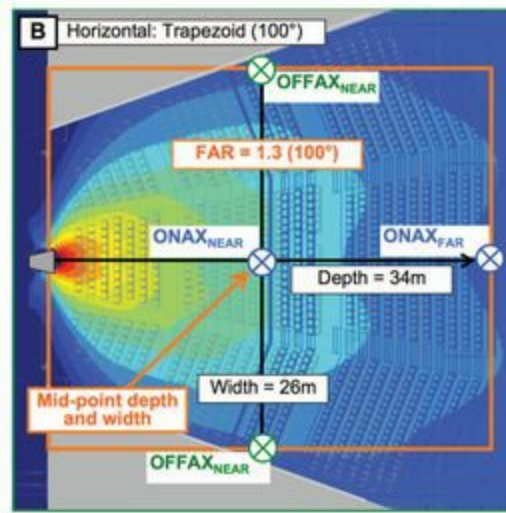 B Horizontal: Trapezoid (100°)
OFFAXNEAR
FAR = 1.3 (100°)
ONAXNEAR
ONAXFAR
Depth = 34m
Width = 26m
Mid-point depth
and width
OFFAXNEAR